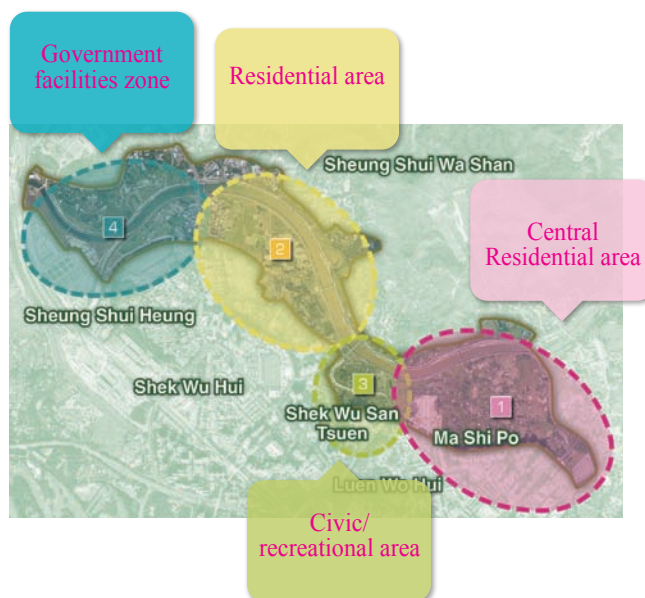 Government
facilities zone
Residential area
Sheung Shui Wa Shan
Central
Residential area
4
2
Sheung Shui Heung
Shek Wu Hui
3
Shek Wu San
Tsuen
1
Ma Shi Po
Luen Wo Hui
Civic/
recreational area